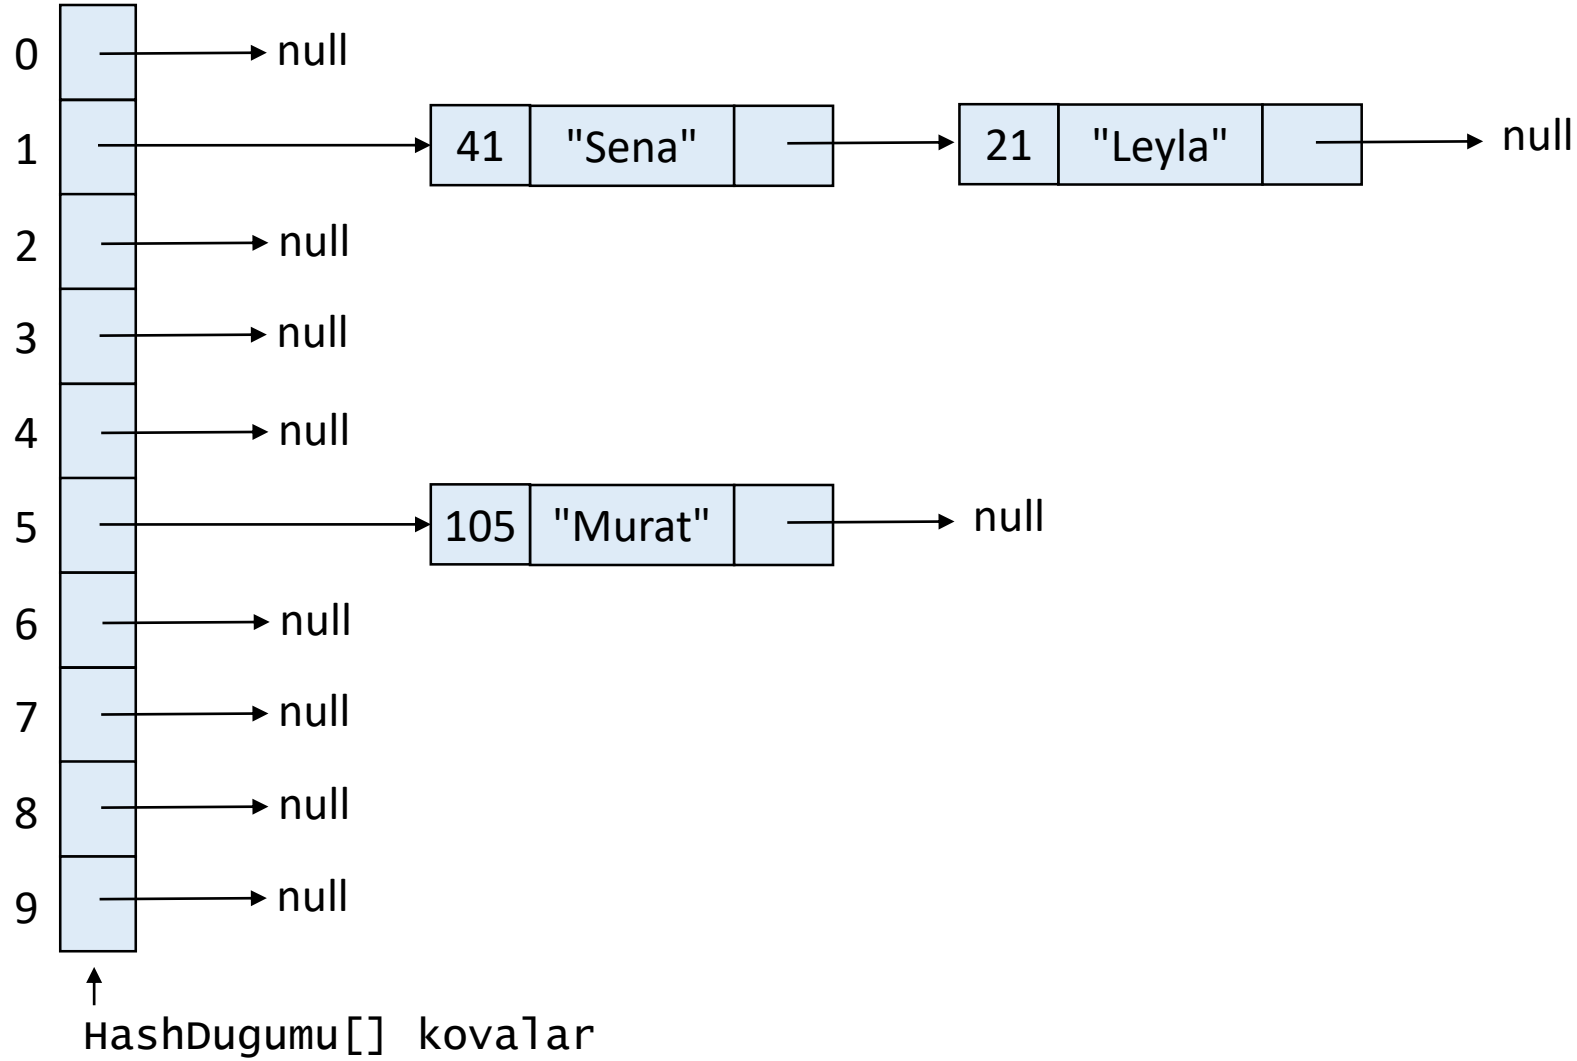 0 null
1 41 "Sena" 21 "Leyla" null
2 null
3 null
4 null
5 105 "Murat" null
6 null
7 null
8 null
9 null
HashDugumu[] kovalar